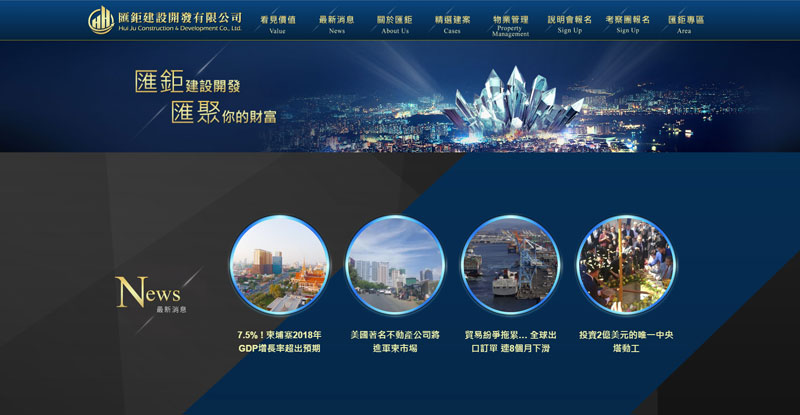 匯鉅建設開發有限公司
Hui Ju Construction & Development Co., Ltd.
看見價值
Value
最新消息
News
關於匯鉅
About Us
精選建案
Cases
物業管理
Property
Management
說明會報名
Sign Up
考察團報名
Sign Up
匯鉅專區
Area
匯鉅建設開發
匯聚你的財富
News
最新消息
7.5%！柬埔寨2018年
GDP增長率超出預期
美國著名不動產公司將
進軍柬市場
貿易紛爭拖累... 全球出
口訂單 連8個月下滑
投資2億美元的唯一中央
塔動工